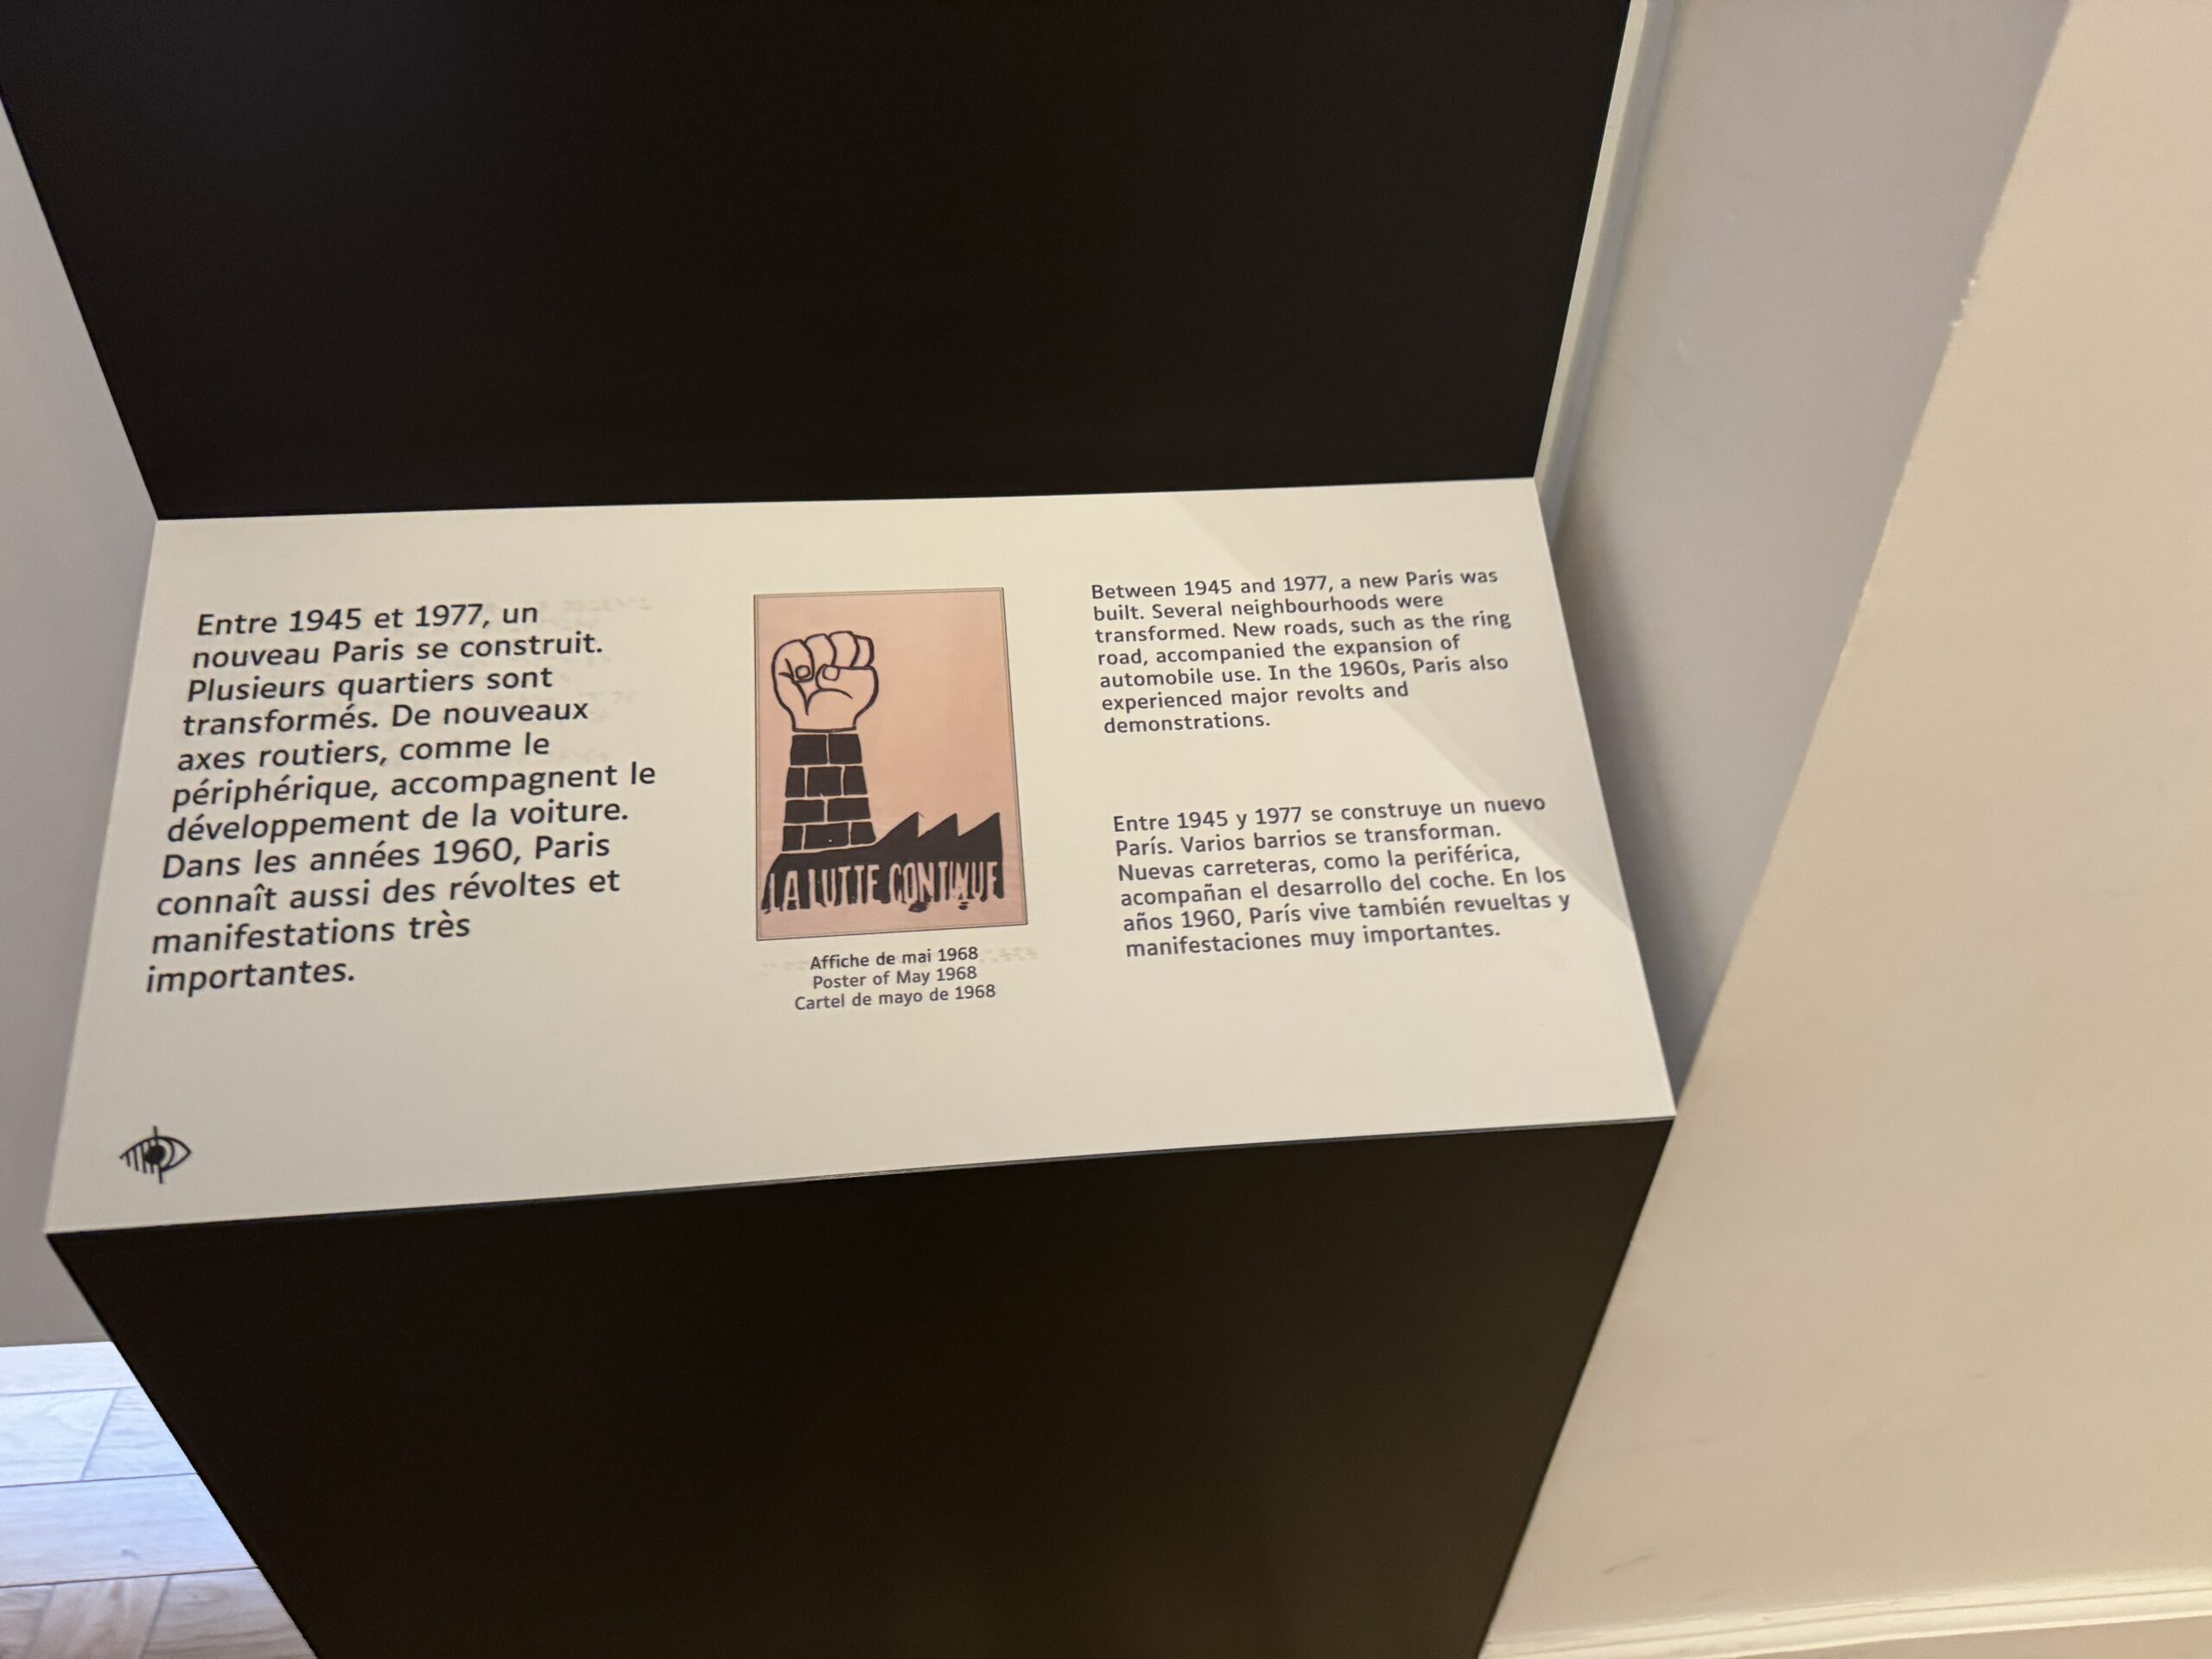 Entre 1945 et 1977, un
nouveau Paris se construit.
Plusieurs quartiers sont
transformés. De nouveaux
axes routiers, comme le
périphérique, accompagnent le
développement de la voiture.
Dans les années 1960, Paris
connaît aussi des révoltes et
manifestations très
importantes.
LA LUTTE CONTINUE
Affiche de mai 1968
Poster of May 1968
Cartel de mayo de 1968
Between 1945 and 1977, a new Paris was
built. Several neighbourhoods were
transformed. New roads, such as the ring
road, accompanied the expansion of
automobile use. In the 1960s, Paris also
experienced major revolts and
demonstrations.
Entre 1945 y 1977 se construye un nuevo
París. Varios barrios se transforman.
Nuevas carreteras, como la periférica,
acompañan el desarrollo del coche. En los
años 1960, París vive también revueltas y
manifestaciones muy importantes.